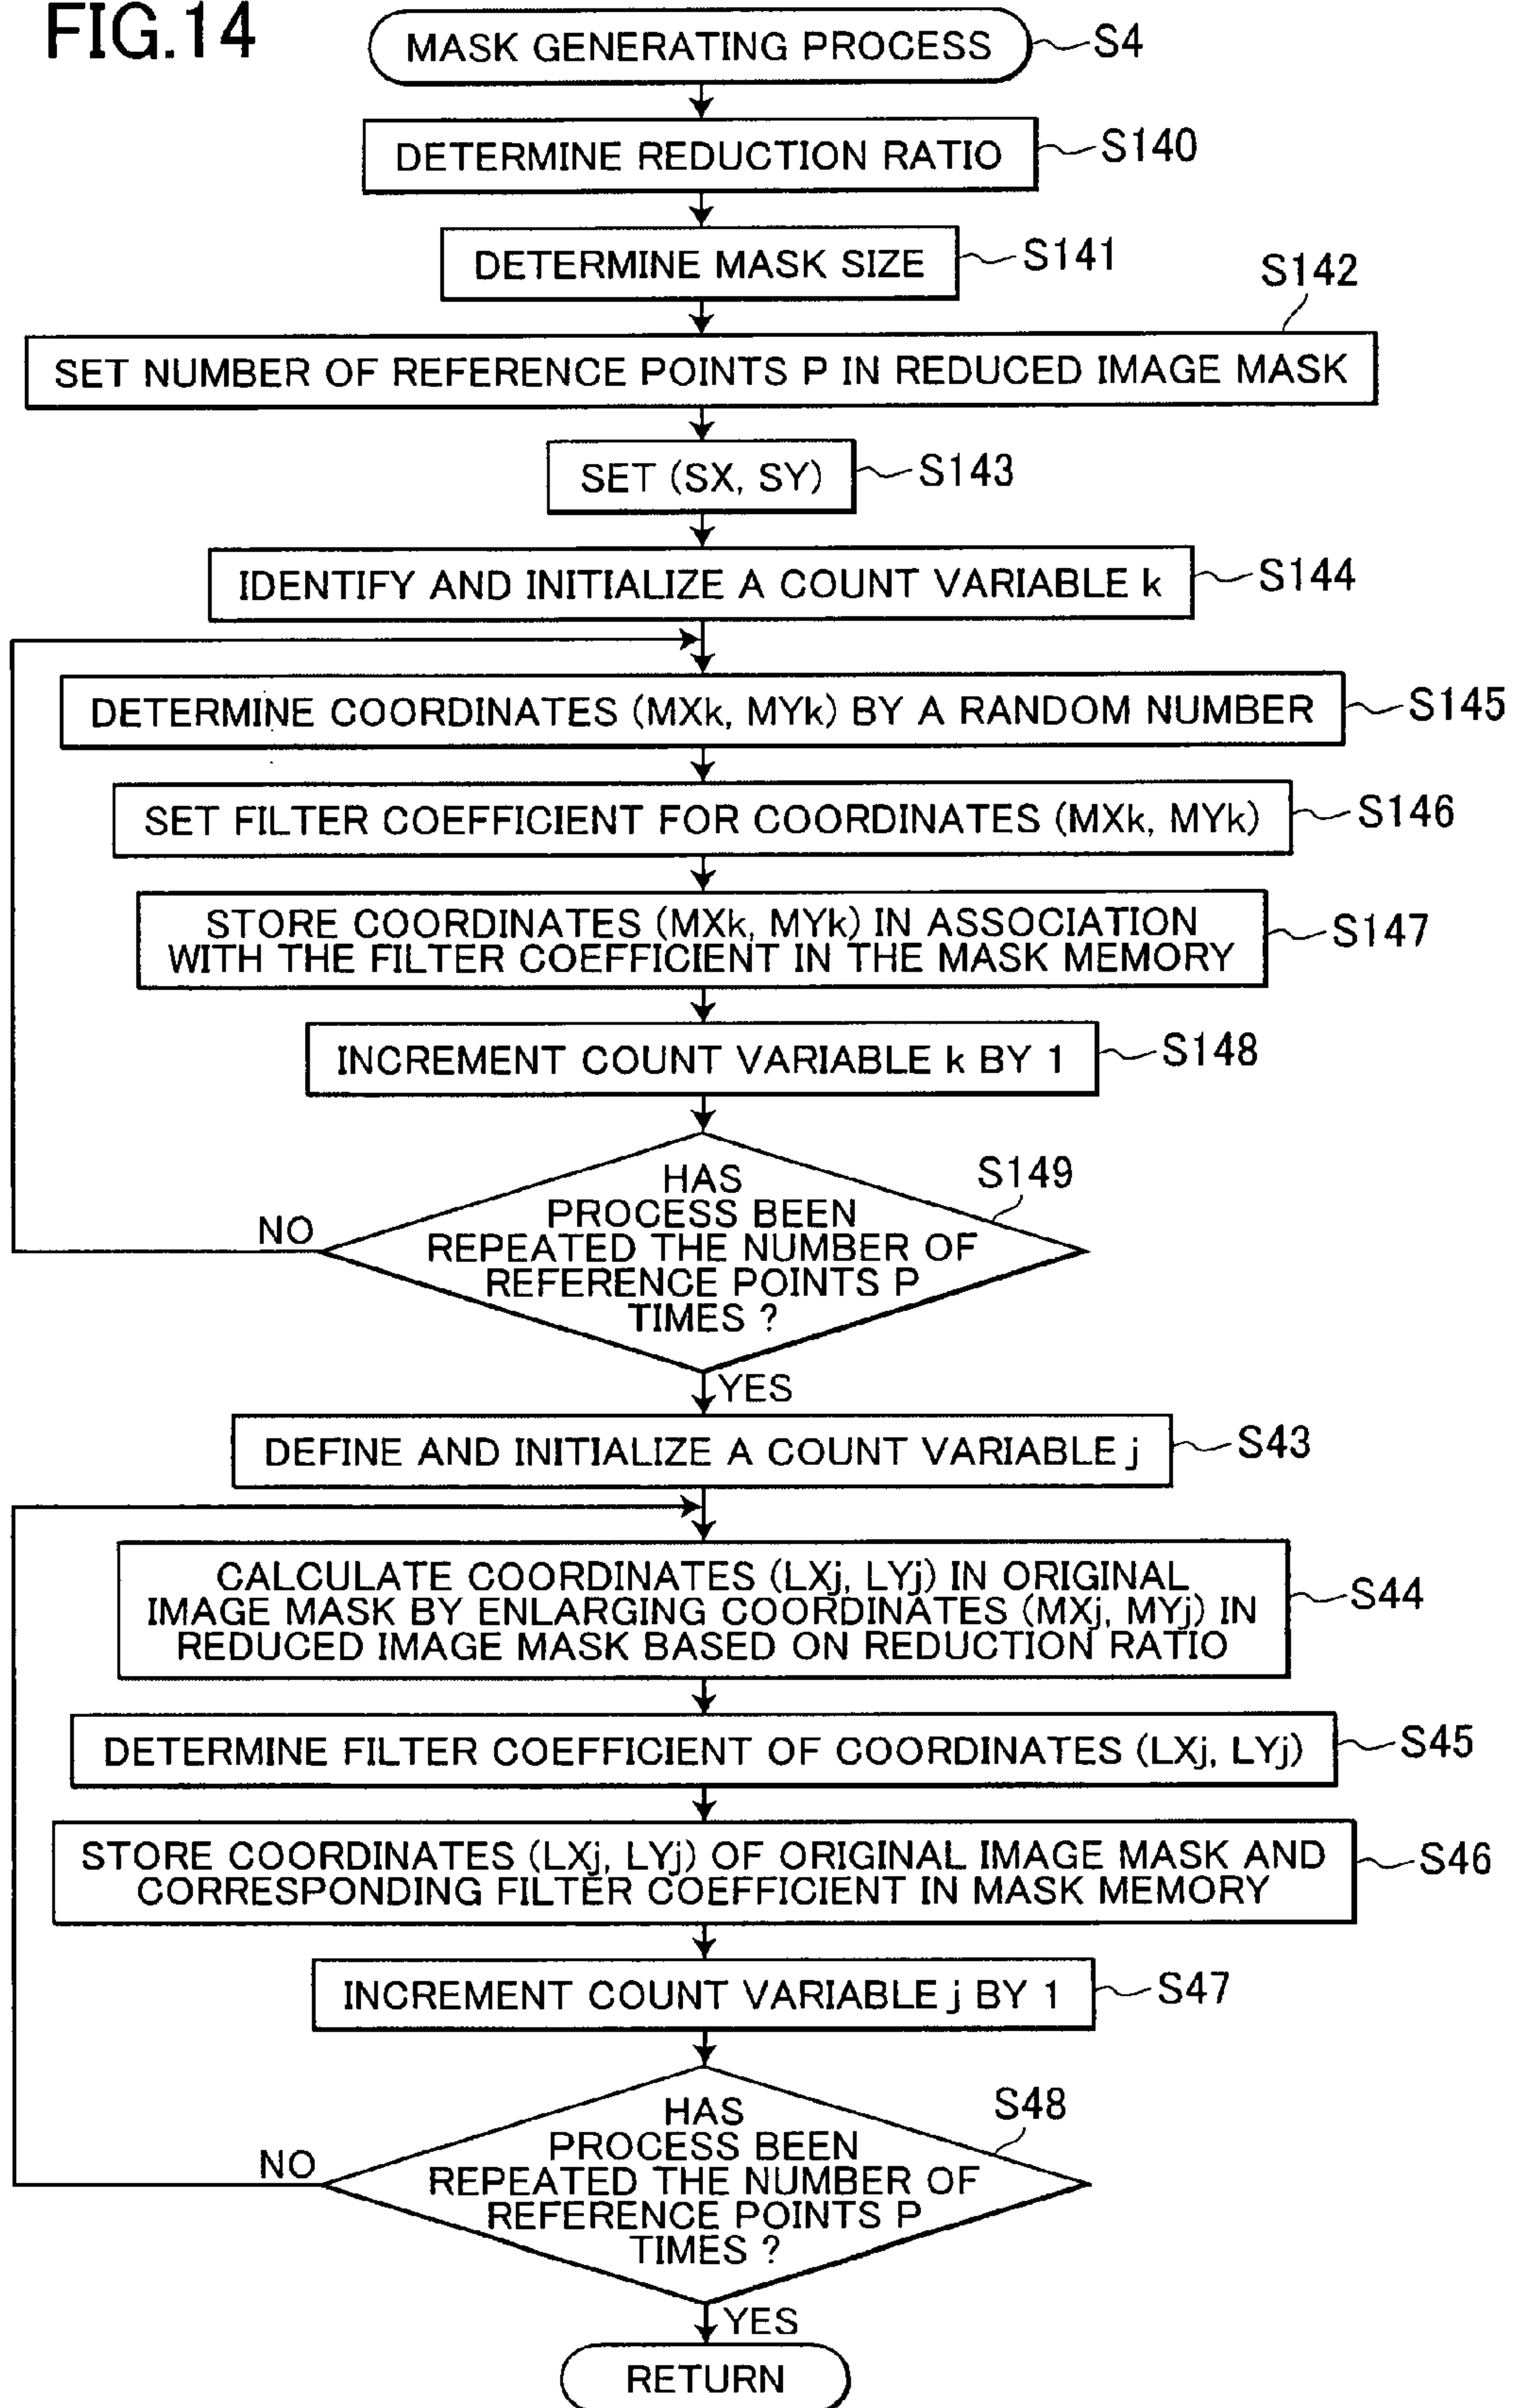 FIG.14
MASK GENERATING PROCESS
S4
DETERMINE REDUCTION RATIO
S140
DETERMINE MASK SIZE
S141
S142
SET NUMBER OF REFERENCE POINTS P IN REDUCED IMAGE MASK
SET (SX, SY)
S143
IDENTIFY AND INITIALIZE A COUNT VARIABLE k
S144
DETERMINE COORDINATES (MXk, MYk) BY A RANDOM NUMBER
S145
SET FILTER COEFFICIENT FOR COORDINATES (MXk, MYk)
S146
STORE COORDINATES (MXk, MYk) IN ASSOCIATION
WITH THE FILTER COEFFICIENT IN THE MASK MEMORY
S147
INCREMENT COUNT VARIABLE k BY 1
S148
S149
HAS
PROCESS BEEN
REPEATED THE NUMBER OF
REFERENCE POINTS P
TIMES ?
NO
YES
DEFINE AND INITIALIZE A COUNT VARIABLE j
S43
CALCULATE COORDINATES (LXj, LYj) IN ORIGINAL
IMAGE MASK BY ENLARGING COORDINATES (MXj, MYj) IN
REDUCED IMAGE MASK BASED ON REDUCTION RATIO
S44
DETERMINE FILTER COEFFICIENT OF COORDINATES (LXj, LYj)
S45
STORE COORDINATES (LXj, LYj) OF ORIGINAL IMAGE MASK AND
CORRESPONDING FILTER COEFFICIENT IN MASK MEMORY
S46
INCREMENT COUNT VARIABLE j BY 1
S47
S48
HAS
PROCESS BEEN
REPEATED THE NUMBER OF
REFERENCE POINTS P
TIMES ?
NO
YES
RETURN